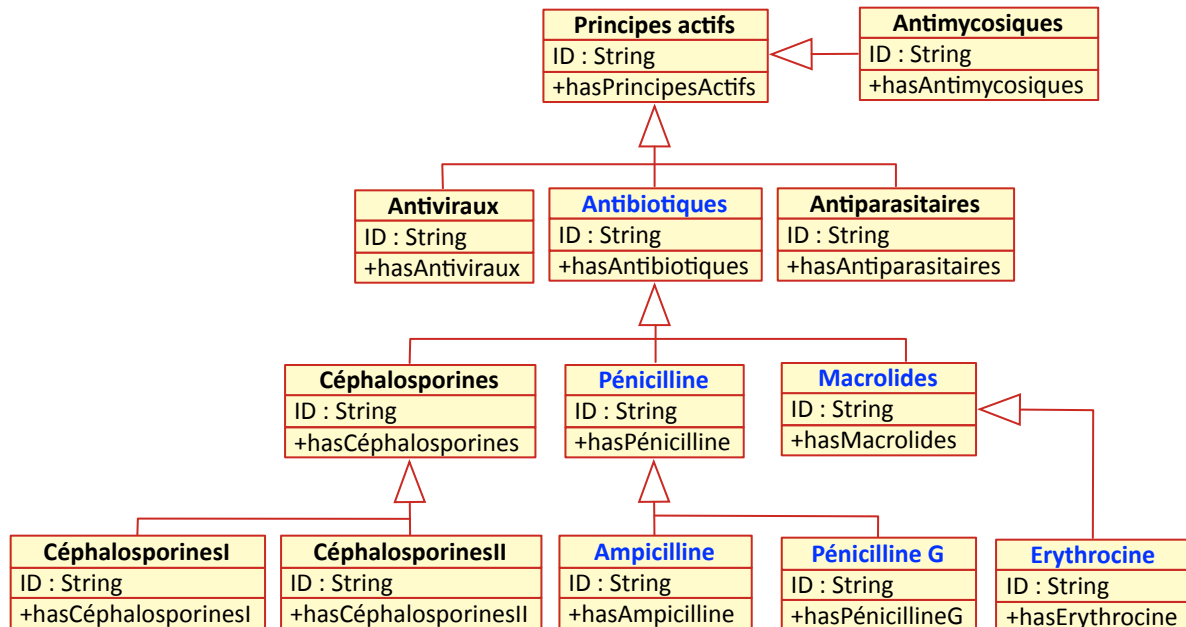 Principes actifs
ID : String
+hasPrincipesActifs
Antimycosiques
ID : String
+hasAntimycosiques
Antiviraux
ID : String
+hasAntiviraux
Antibiotiques
ID : String
+hasAntibiotiques
Antiparasitaires
ID : String
+hasAntiparasitaires
Céphalosporines
ID : String
+hasCéphalosporines
Pénicilline
ID : String
+hasPénicilline
Macrolides
ID : String
+hasMacrolides
CéphalosporinesI
ID : String
+hasCéphalosporinesI
CéphalosporinesII
ID : String
+hasCéphalosporinesII
Ampicilline
ID : String
+hasAmpicilline
Pénicilline G
ID : String
+hasPénicillineG
Erythrocine
ID : String
+hasErythrocine